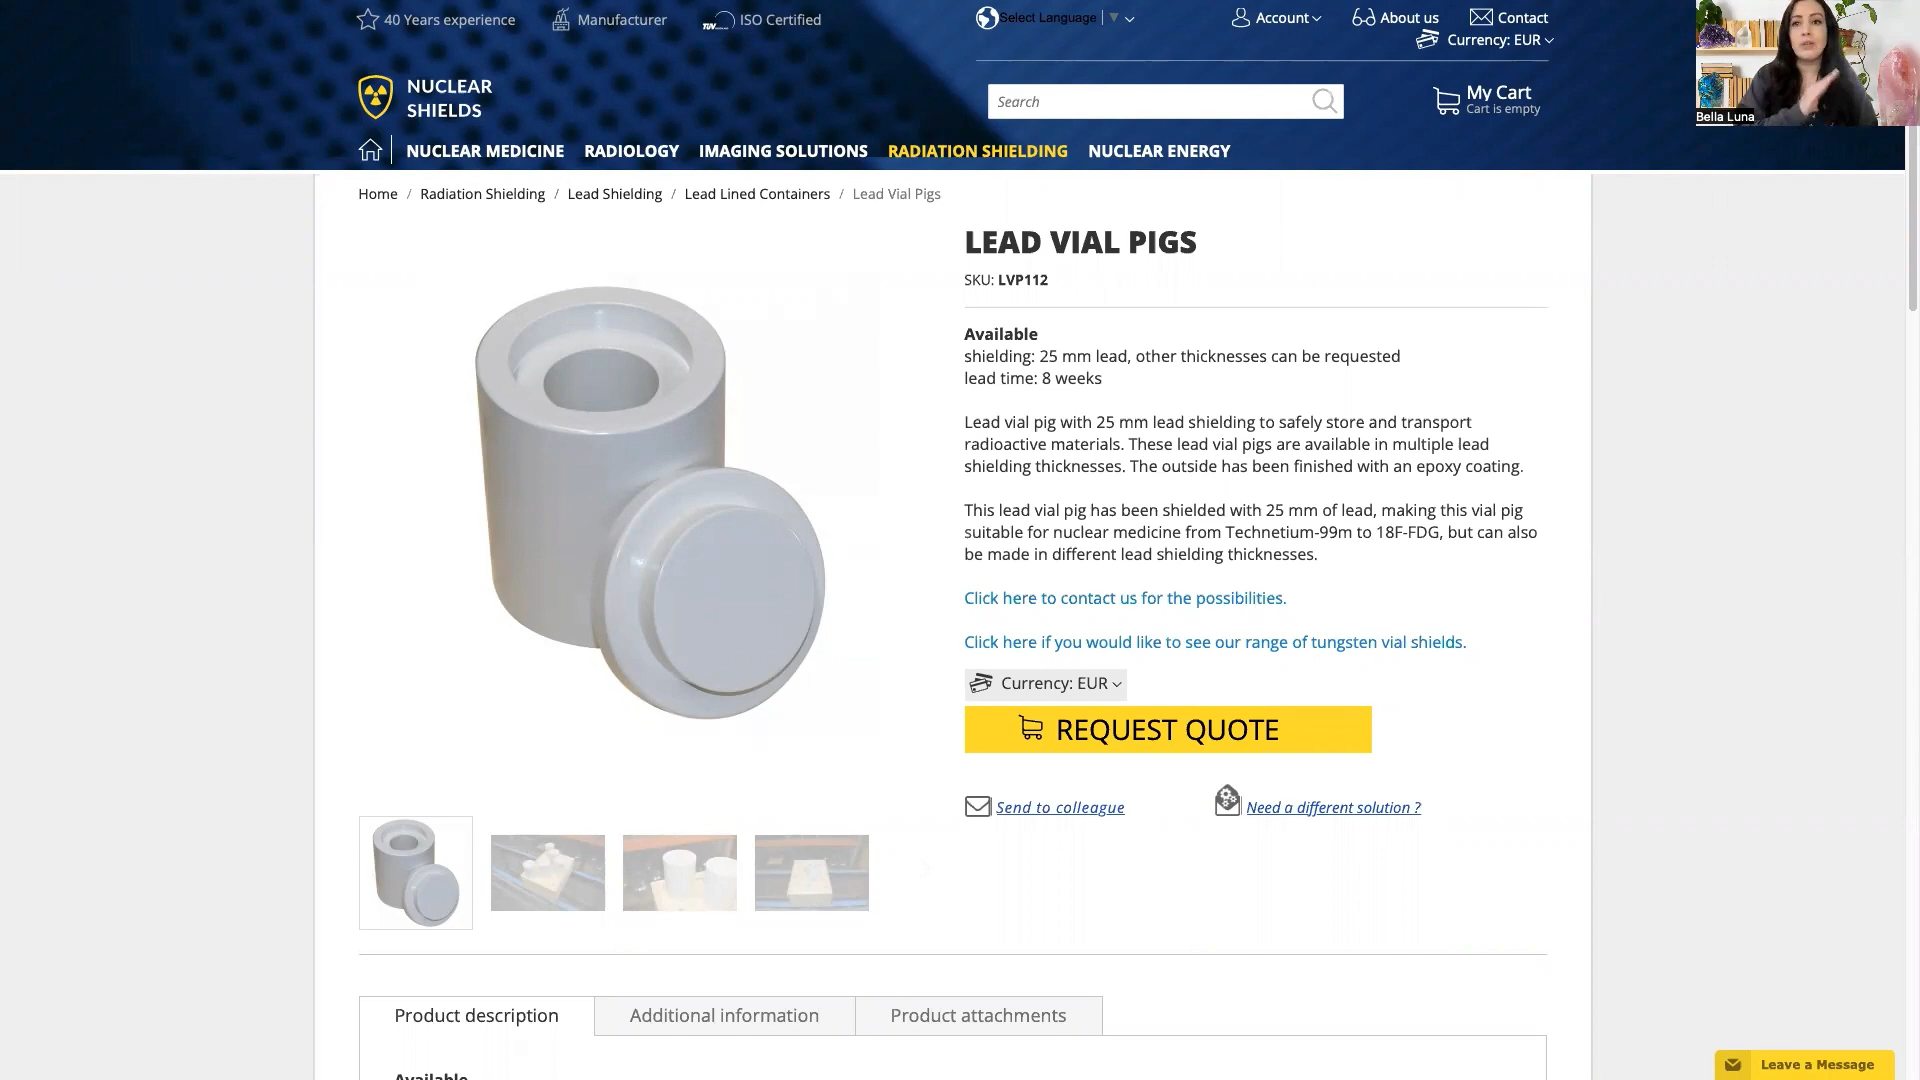 40 Years experience
Manufacturer
ISO Certified
Select Language
Account
About us
Contact
Currency: EUR
NUCLEAR
SHIELDS
Search
My Cart
Cart is empty
Bella Luna
NUCLEAR MEDICINE RADIOLOGY IMAGING SOLUTIONS RADIATION SHIELDING NUCLEAR ENERGY
Home / Radiation Shielding / Lead Shielding / Lead Lined Containers / Lead Vial Pigs
LEAD VIAL PIGS
SKU: LVP112
Available
shielding: 25 mm lead, other thicknesses can be requested
lead time: 8 weeks
Lead vial pig with 25 mm lead shielding to safely store and transport
radioactive materials. These lead vial pigs are available in multiple lead
shielding thicknesses. The outside has been finished with an epoxy coating.
This lead vial pig has been shielded with 25 mm of lead, making this vial pig
suitable for nuclear medicine from Technetium-99m to 18F-FDG, but can also
be made in different lead shielding thicknesses.
Click here to contact us for the possibilities.
Click here if you would like to see our range of tungsten vial shields.
Currency: EUR
REQUEST QUOTE
Send to colleague
Need a different solution ?
Product description
Additional information
Product attachments
Available
Leave a Message